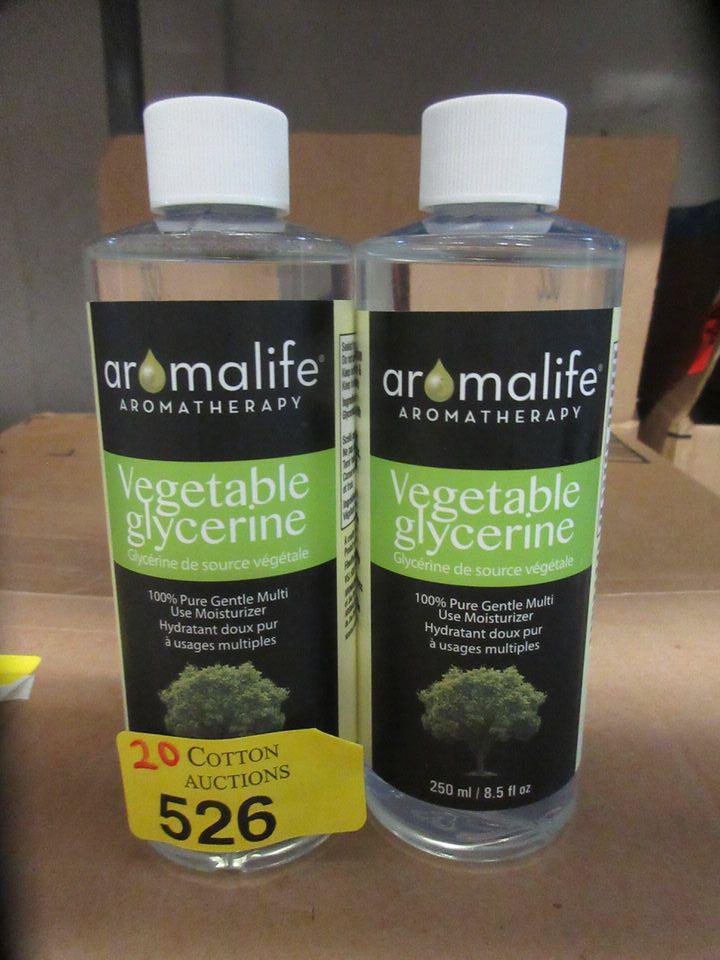 aromalife®
AROMATHERAPY
Vegetable
glycerine
Glycérine de source végétale
100% Pure Gentle Multi
Use Moisturizer
Hydratant doux pur
à usages multiples
20 COTTON
AUCTIONS
526
aromalife®
AROMATHERAPY
Vegetable
glycerine
Glycérine de source végétale
100% Pure Gentle Multi
Use Moisturizer
Hydratant doux pur
à usages multiples
250 ml / 8.5 fl oz